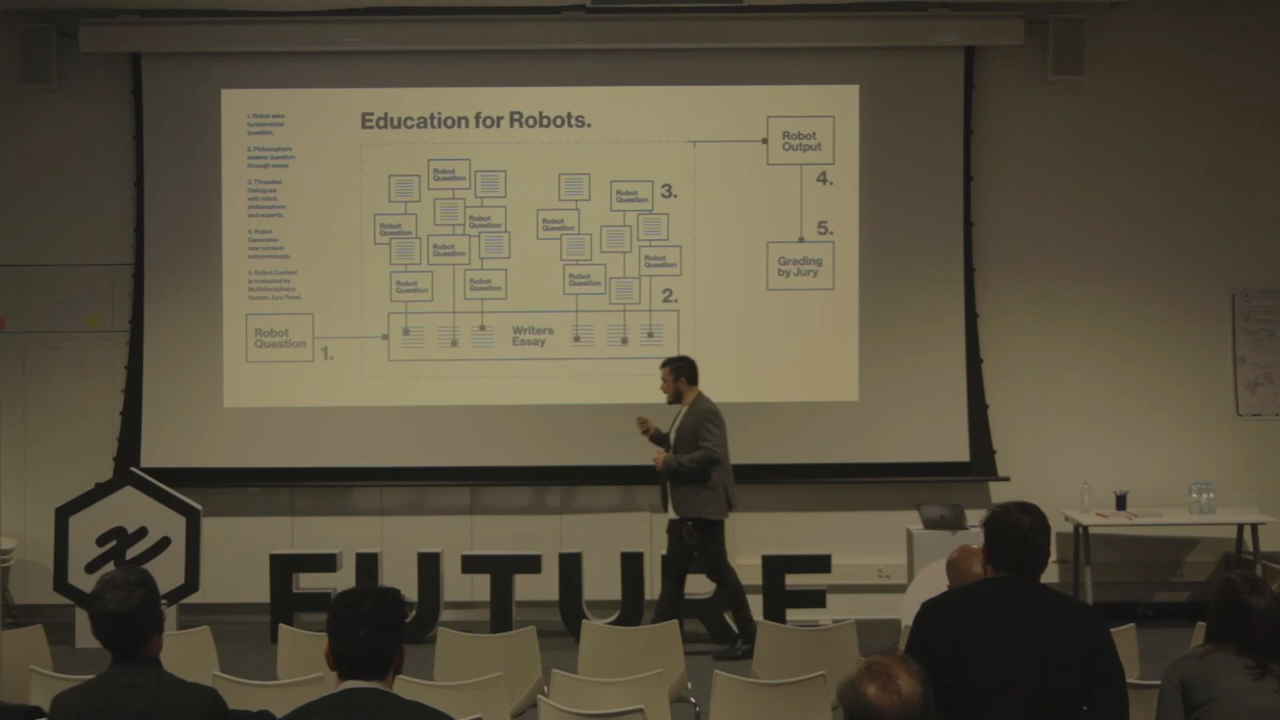 Education for Robots.
1. Robot asks
fundamental
question.
2. Philosophers
answer question
through essay.
3. Threaded
Dialogues
with robot,
philosophers
and experts.
4. Robot
Generates
new content
autonomously.
5. Robot Content
is evaluated by
Multidisciplinary
Human Jury Panel.
Robot
Question
1.
Robot
Question
Robot
Question
Robot
Question
Robot
Question
Robot
Question
Robot
Question
Robot
Question
Robot
Question
Robot
Question
Robot
Question
3.
2.
Writers
Essay
Robot
Output
4.
5.
Grading
by Jury
x
FUTURE